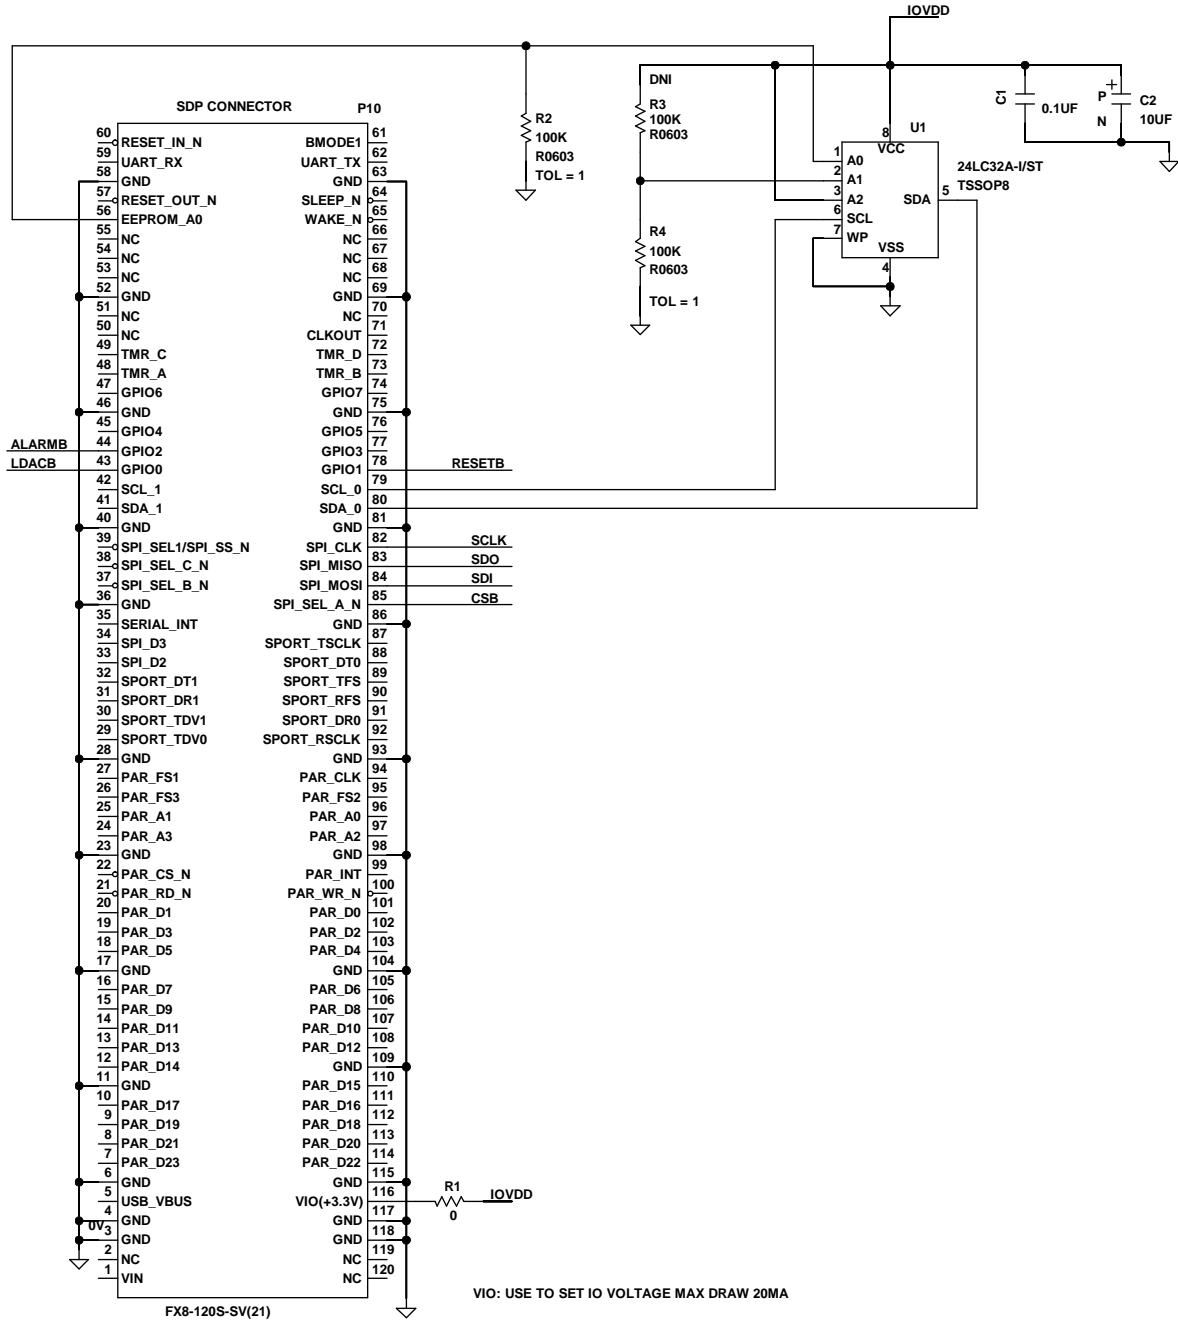 IOVDD
DNI
SDP CONNECTOR P10
R2
100K
R0603
TOL = 1
R3
100K
R0603
C1
0.1UF
+
P
N
C2
10UF
U1
8
VCC
24LC32A-I/ST
TSSOP8
1 A0
2 A1
3 A2
6 SCL
7 WP
SDA 5
VSS
4
R4
100K
R0603
TOL = 1
60 RESET_IN_N BMODE1 61
59 UART_RX UART_TX 62
58 GND GND 63
57 RESET_OUT_N SLEEP_N 64
56 EEPROM_A0 WAKE_N 65
55 NC NC 66
54 NC NC 67
53 NC NC 68
52 GND GND 69
51 NC NC 70
50 NC CLKOUT 71
49 TMR_C TMR_D 72
48 TMR_A TMR_B 73
47 GPIO6 GPIO7 74
46 GND GND 75
45 GPIO4 GPIO5 76
ALARMB 44 GPIO2 GPIO3 77
LDACB 43 GPIO0 GPIO1 78 RESETB
42 SCL_1 SCL_0 79
41 SDA_1 SDA_0 80
40 GND GND 81
39 SPI_SEL1/SPI_SS_N SPI_CLK 82 SCLK
38 SPI_SEL_C_N SPI_MISO 83 SDO
37 SPI_SEL_B_N SPI_MOSI 84 SDI
36 GND SPI_SEL_A_N 85 CSB
35 SERIAL_INT GND 86
34 SPI_D3 SPORT_TSCLK 87
33 SPI_D2 SPORT_DT0 88
32 SPORT_DT1 SPORT_TFS 89
31 SPORT_DR1 SPORT_RFS 90
30 SPORT_TDV1 SPORT_DR0 91
29 SPORT_TDV0 SPORT_RSCLK 92
28 GND GND 93
27 PAR_FS1 PAR_CLK 94
26 PAR_FS3 PAR_FS2 95
25 PAR_A1 PAR_A0 96
24 PAR_A3 PAR_A2 97
23 GND GND 98
22 PAR_CS_N PAR_INT 99
21 PAR_RD_N PAR_WR_N 100
20 PAR_D1 PAR_D0 101
19 PAR_D3 PAR_D2 102
18 PAR_D5 PAR_D4 103
17 GND GND 104
16 PAR_D7 PAR_D6 105
15 PAR_D9 PAR_D8 106
14 PAR_D11 PAR_D10 107
13 PAR_D13 PAR_D12 108
12 PAR_D14 GND 109
11 GND PAR_D15 110
10 PAR_D17 PAR_D16 111
9 PAR_D19 PAR_D18 112
8 PAR_D21 PAR_D20 113
7 PAR_D23 PAR_D22 114
6 GND GND 115
5 USB_VBUS VIO(+3.3V) 116 R1 0 IOVDD
4 GND GND 117
0V 3 GND GND 118
2 NC NC 119
1 VIN NC 120
VIO: USE TO SET IO VOLTAGE MAX DRAW 20MA
FX8-120S-SV(21)